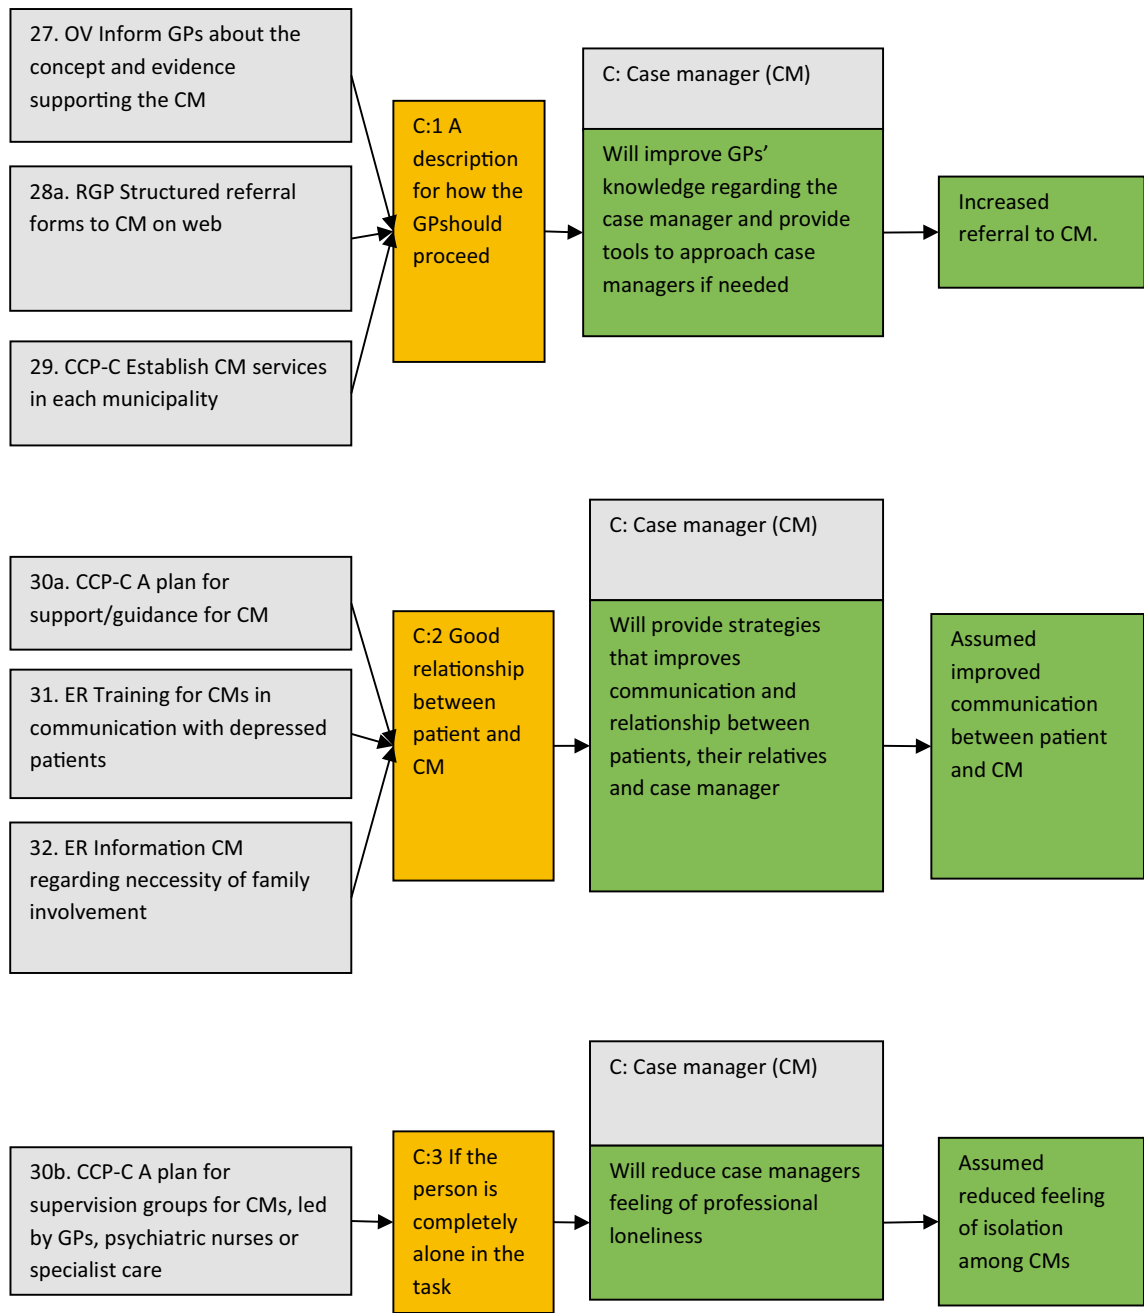 27. OV Inform GPs about the
concept and evidence
supporting the CM
28a. RGP Structured referral
forms to CM on web
29. CCP-C Establish CM services
in each municipality
C:1 A
description
for how the
GPshould
proceed
C: Case manager (CM)
Will improve GPs’
knowledge regarding the
case manager and provide
tools to approach case
managers if needed
Increased
referral to CM.
30a. CCP-C A plan for
support/guidance for CM
31. ER Training for CMs in
communication with depressed
patients
32. ER Information CM
regarding neccessity of family
involvement
C:2 Good
relationship
between
patient and
CM
C: Case manager (CM)
Will provide strategies
that improves
communication and
relationship between
patients, their relatives
and case manager
Assumed
improved
communication
between patient
and CM
30b. CCP-C A plan for
supervision groups for CMs, led
by GPs, psychiatric nurses or
specialist care
C:3 If the
person is
completely
alone in the
task
C: Case manager (CM)
Will reduce case managers
feeling of professional
loneliness
Assumed
reduced feeling
of isolation
among CMs